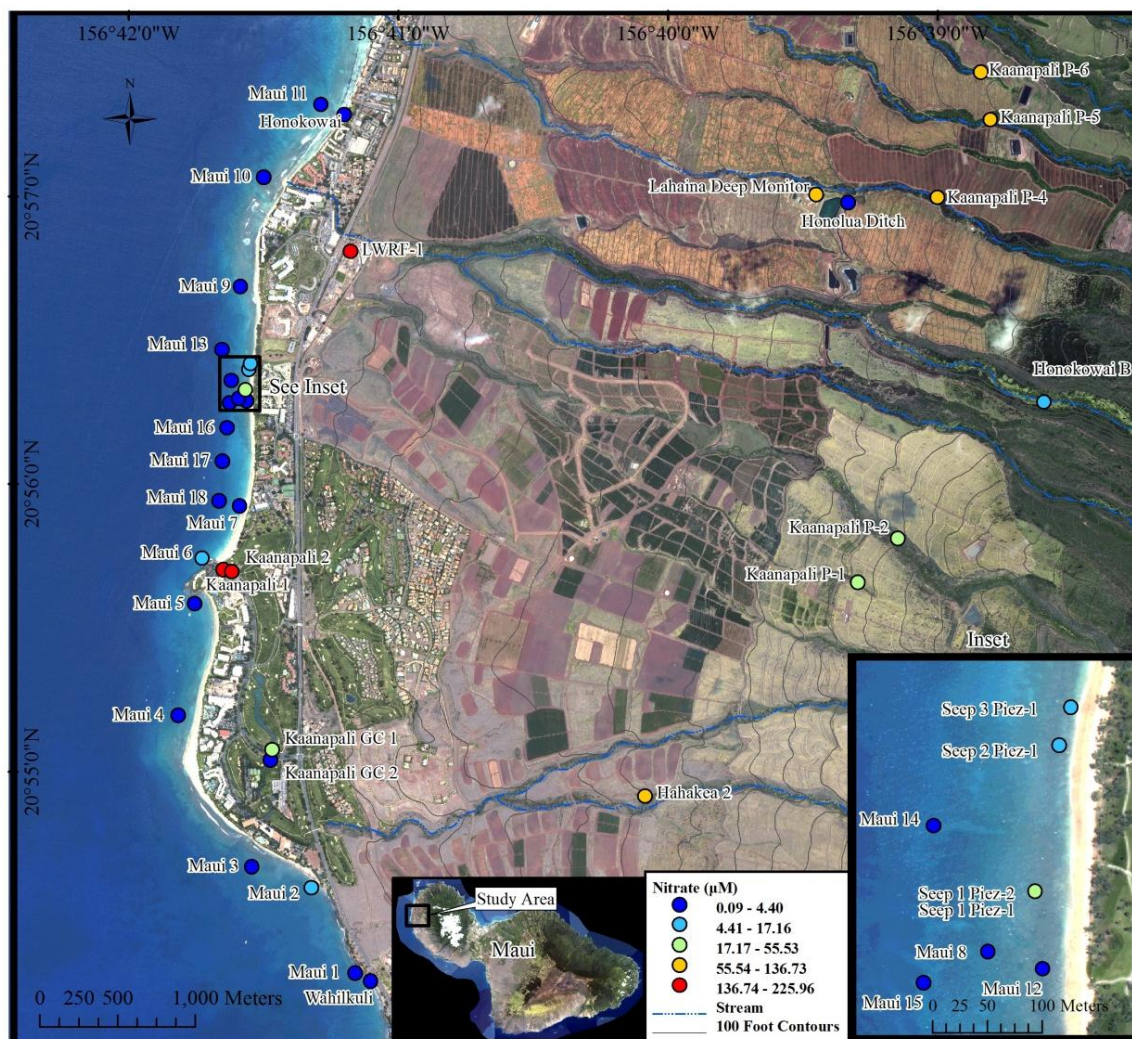 156°42'0"W
156°41'0"W
156°40'0"W
156°39'0"W
N
20°57'0"N
20°56'0"N
20°55'0"N
Maui 11
Honokowai
Kaanapali P-6
Kaanapali P-5
Maui 10
Lahaina Deep Monitor
Kaanapali P-4
Honolua Ditch
LWRF-1
Maui 9
Maui 13
See Inset
Honokowai B
Maui 16
Maui 17
Maui 18
Maui 7
Kaanapali P-2
Maui 6
Kaanapali 2
Kaanapali 1
Kaanapali P-1
Maui 5
Maui 4
Kaanapali GC 1
Kaanapali GC 2
Hahakea 2
Maui 3
Maui 2
Maui 1
Wahilkuli
0 250 500 1,000 Meters
Study Area
Maui
Nitrate (µM)
0.09 - 4.40
4.41 - 17.16
17.17 - 55.53
55.54 - 136.73
136.74 - 225.96
Stream
100 Foot Contours
Inset
Seep 3 Piez-1
Seep 2 Piez-1
Maui 14
Seep 1 Piez-2
Seep 1 Piez-1
Maui 8
Maui 12
Maui 15
0 25 50 100 Meters